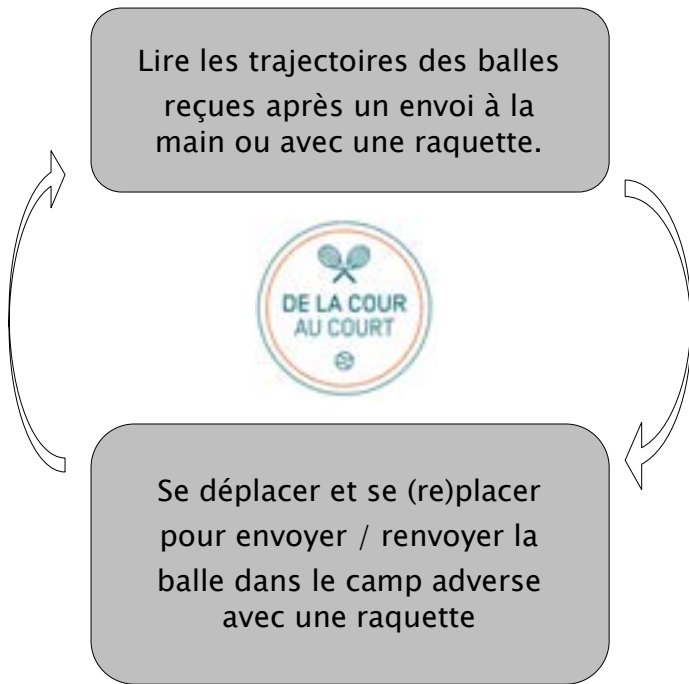 Lire les trajectoires des balles
reçues après un envoi à la
main ou avec une raquette.
DE LA COUR
AU COURT
Se déplacer et se (re)placer
pour envoyer / renvoyer la
balle dans le camp adverse
avec une raquette